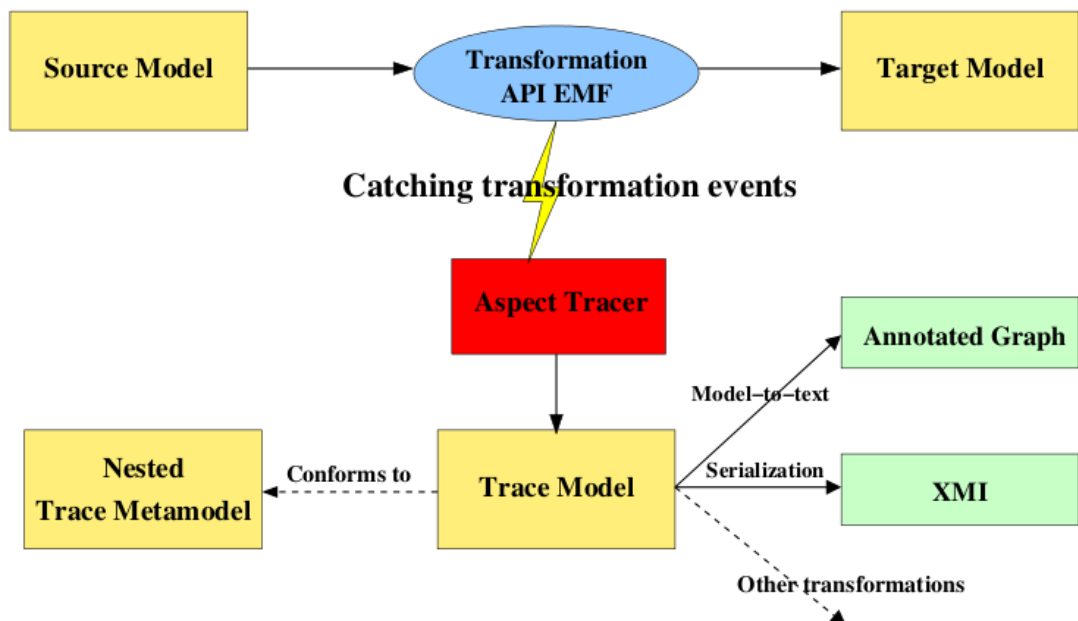 Source Model
Transformation
API EMF
Target Model
Catching transformation events
Aspect Tracer
Annotated Graph
Model-to-text
Nested
Trace Metamodel
Conforms to
Trace Model
Serialization
XMI
Other transformations